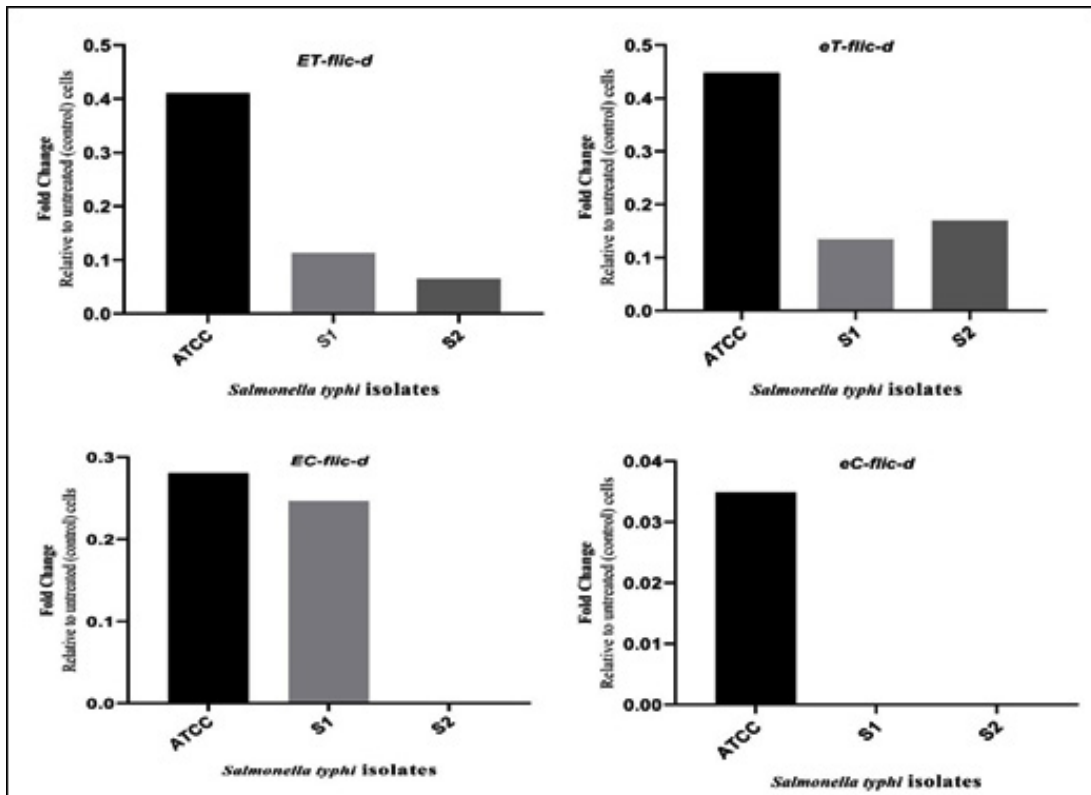 ET-flic-d
Fold Change
Relative to untreated (control) cells
0.5
0.4
0.3
0.2
0.1
0.0
ATCC
S1
S2
Salmonella typhi isolates
eT-flic-d
Fold Change
Relative to untreated (control) cells
0.5
0.4
0.3
0.2
0.1
0.0
ATCC
S1
S2
Salmonella typhi isolates
EC-flic-d
Fold Change
Relative to untreated (control) cells
0.3
0.2
0.1
0.0
ATCC
S1
S2
Salmonella typhi isolates
eC-flic-d
Fold Change
Relative to untreated (control) cells
0.04
0.03
0.02
0.01
0.00
ATCC
S1
S2
Salmonella typhi isolates